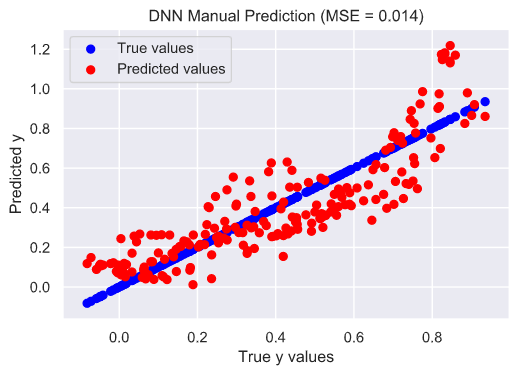 DNN Manual Prediction (MSE = 0.014)
True values
Predicted values
Predicted y
1.2
1.0
0.8
0.6
0.4
0.2
0.0
0.0 0.2 0.4 0.6 0.8
True y values